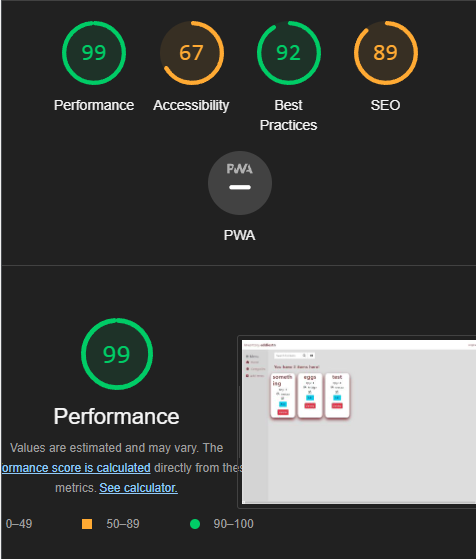 99
67
92
89
Performance
Accessibility
Best
Practices
SEO
PWA
PWA
99
Performance
Values are estimated and may vary. The
ormance score is calculated directly from thes
metrics. See calculator.
0–49
50–89
90–100
You have 3 items here!
someth
ing
eggs
test